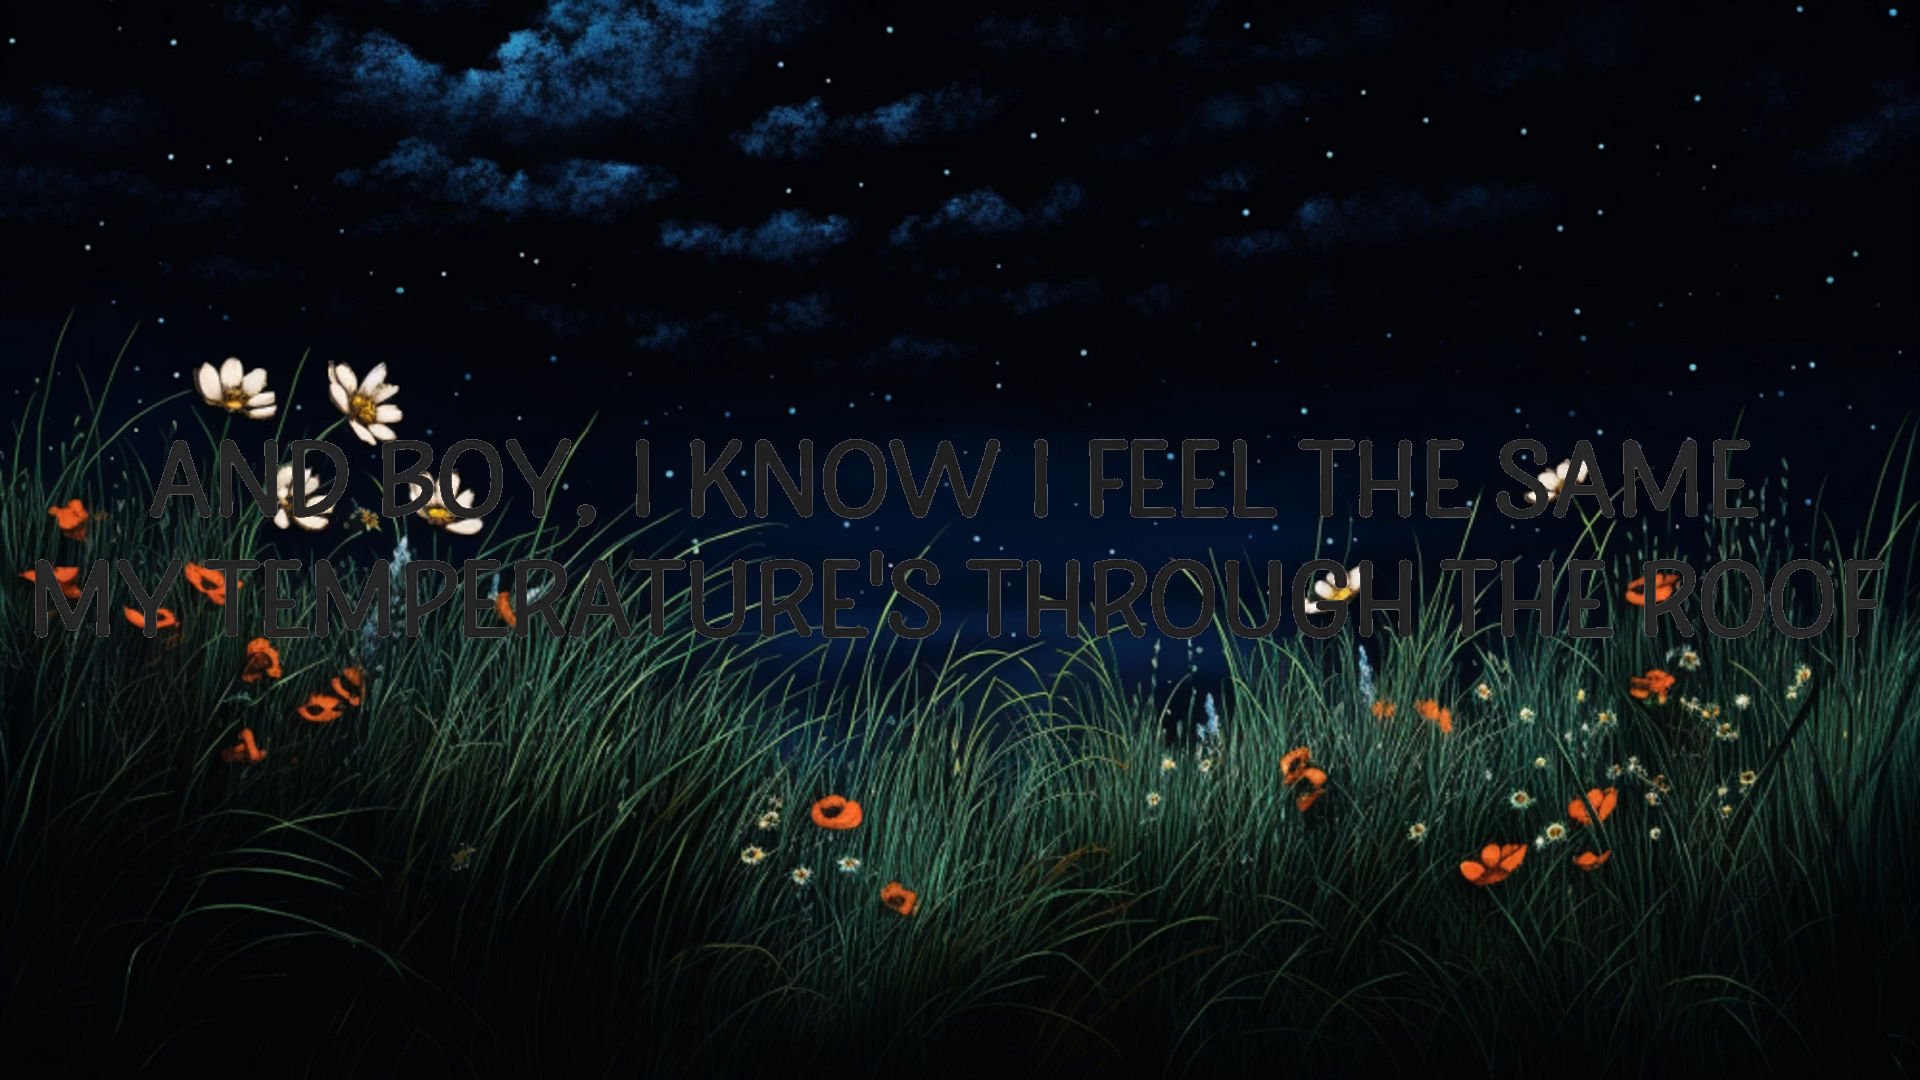 AND BOY, I KNOW I FEEL THE SAME
MY TEMPERATURE'S THROUGH THE ROOF